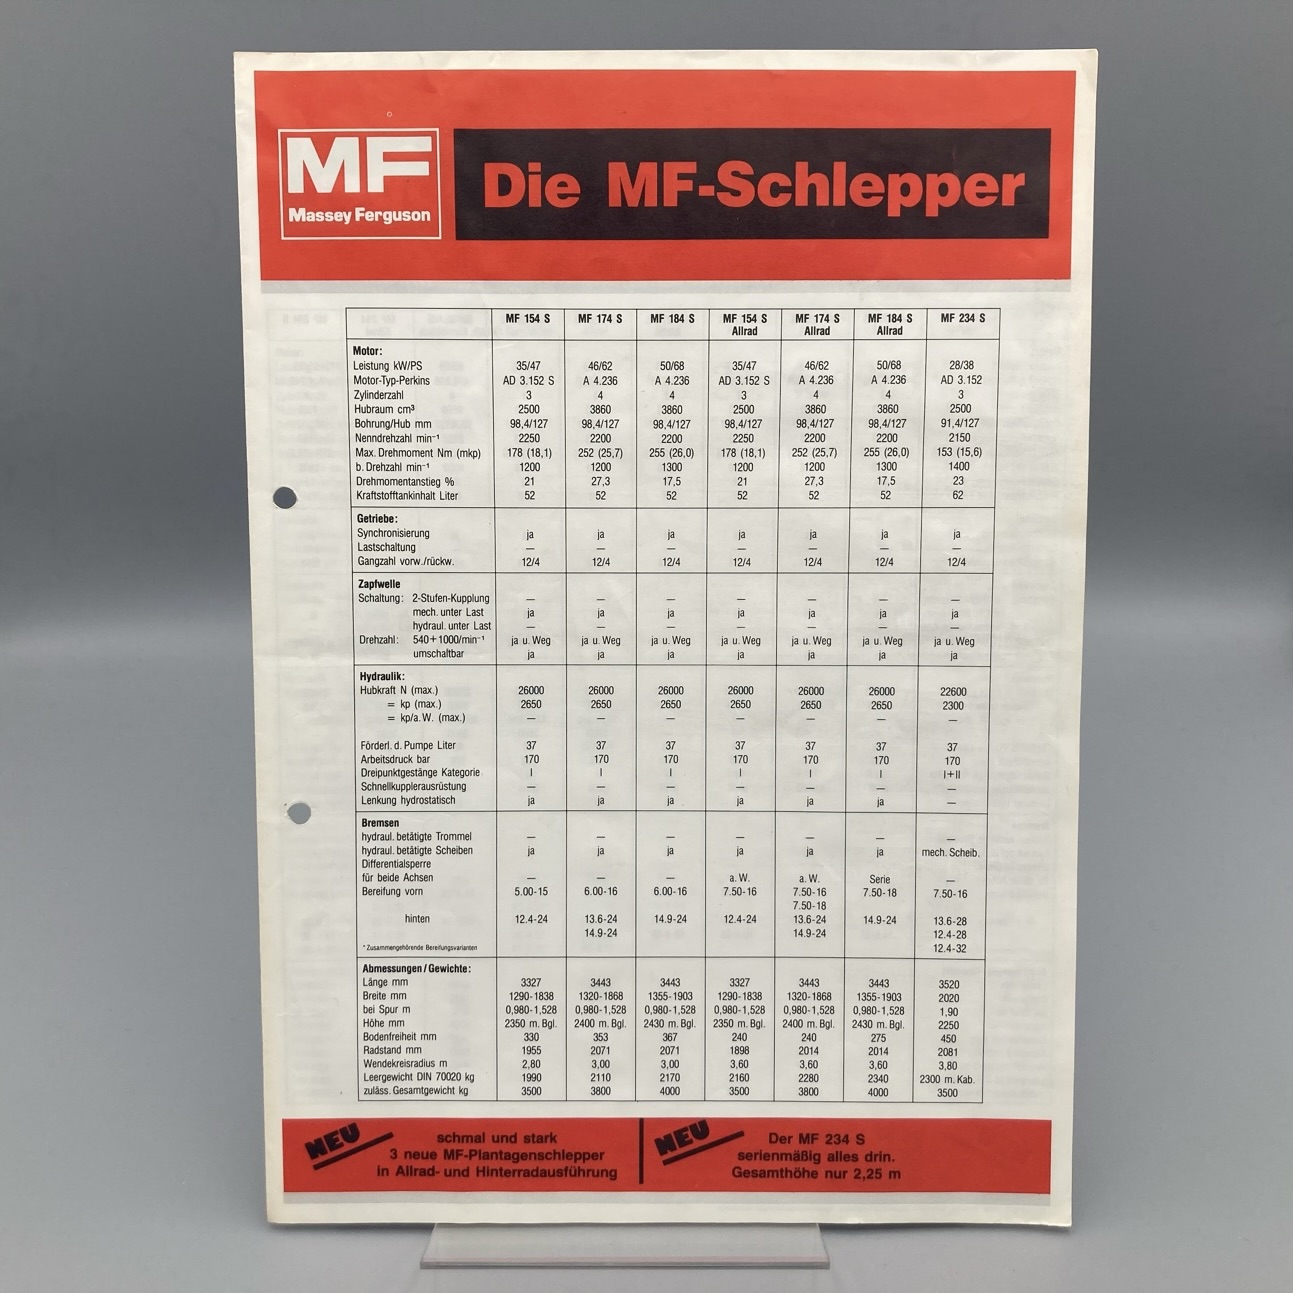 MF
Massey Ferguson
Die MF-Schlepper
MF 154 S MF 174 S MF 184 S MF 154 S Allrad MF 174 S Allrad MF 184 S Allrad MF 234 S
Motor:
Leistung kW/PS 35/47 46/62 50/68 35/47 46/62 50/68 28/38
Motor-Typ-Perkins AD 3.152 S A 4.236 A 4.236 AD 3.152 S A 4.236 A 4.236 AD 3.152
Zylinderzahl 3 4 4 3 4 4 3
Hubraum cm³ 2500 3860 3860 2500 3860 3860 2500
Bohrung/Hub mm 98,4/127 98,4/127 98,4/127 98,4/127 98,4/127 98,4/127 91,4/127
Nenndrehzahl min⁻¹ 2250 2200 2200 2250 2200 2200 2150
Max. Drehmoment Nm (mkp) 178 (18,1) 252 (25,7) 255 (26,0) 178 (18,1) 252 (25,7) 255 (26,0) 153 (15,6)
b. Drehzahl min⁻¹ 1200 1200 1300 1200 1200 1300 1400
Drehmomentanstieg % 21 27,3 17,5 21 27,3 17,5 23
Kraftstofftankinhalt Liter 52 52 52 52 52 52 62
Getriebe:
Synchronisierung ja ja ja ja ja ja ja
Lastschaltung — — — — — — —
Gangzahl vorw./rückw. 12/4 12/4 12/4 12/4 12/4 12/4 12/4
Zapfwelle
Schaltung: 2-Stufen-Kupplung — — — — — — —
mech. unter Last ja ja ja ja ja ja ja
hydraul. unter Last — — — — — — —
Drehzahl: 540+1000/min⁻¹ ja u. Weg ja u. Weg ja u. Weg ja u. Weg ja u. Weg ja u. Weg ja u. Weg
umschaltbar ja ja ja ja ja ja ja
Hydraulik:
Hubkraft N (max.) 26000 26000 26000 26000 26000 26000 22600
= kp (max.) 2650 2650 2650 2650 2650 2650 2300
= kp/a. W. (max.) — — — — — — —
Förderl. d. Pumpe Liter 37 37 37 37 37 37 37
Arbeitsdruck bar 170 170 170 170 170 170 170
Dreipunktgestänge Kategorie I I I I I I I+II
Schnellkupplerausrüstung — — — — — — —
Lenkung hydrostatisch ja ja ja ja ja ja —
Bremsen
hydraul. betätigte Trommel — — — — — — —
hydraul. betätigte Scheiben ja ja ja ja ja ja mech. Scheib.
Differentialsperre
für beide Achsen — — — a. W. a. W. Serie —
Bereifung vorn 5.00-15 6.00-16 6.00-16 7.50-16 7.50-16 7.50-18 7.50-16
7.50-18
hinten 12.4-24 13.6-24 14.9-24 12.4-24 13.6-24 14.9-24 13.6-28
14.9-24 14.9-24 12.4-28
* Zusammengehörende Bereifungsvarianten 12.4-32
Abmessungen/Gewichte:
Länge mm 3327 3443 3443 3327 3443 3443 3520
Breite mm 1290-1838 1320-1868 1355-1903 1290-1838 1320-1868 1355-1903 2020
bei Spur m 0,980-1,528 0,980-1,528 0,980-1,528 0,980-1,528 0,980-1,528 0,980-1,528 1,90
Höhe mm 2350 m. Bgl. 2400 m. Bgl. 2430 m. Bgl. 2350 m. Bgl. 2400 m. Bgl. 2430 m. Bgl. 2250
Bodenfreiheit mm 330 353 367 240 240 275 450
Radstand mm 1955 2071 2071 1898 2014 2014 2081
Wendekreisradius m 2,80 3,00 3,00 3,60 3,60 3,60 3,80
Leergewicht DIN 70020 kg 1990 2110 2170 2160 2280 2340 2300 m. Kab.
zuläss. Gesamtgewicht kg 3500 3800 4000 3500 3800 4000 3500
NEU
schmal und stark
3 neue MF-Plantagenschlepper
in Allrad- und Hinterradausführung
NEU
Der MF 234 S
serienmäßig alles drin.
Gesamthöhe nur 2,25 m